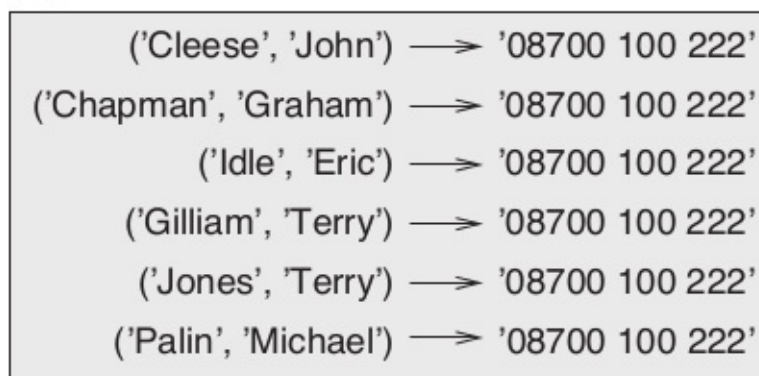 ('Cleese', 'John') → '08700 100 222'
('Chapman', 'Graham') → '08700 100 222'
('Idle', 'Eric') → '08700 100 222'
('Gilliam', 'Terry') → '08700 100 222'
('Jones', 'Terry') → '08700 100 222'
('Palin', 'Michael') → '08700 100 222'